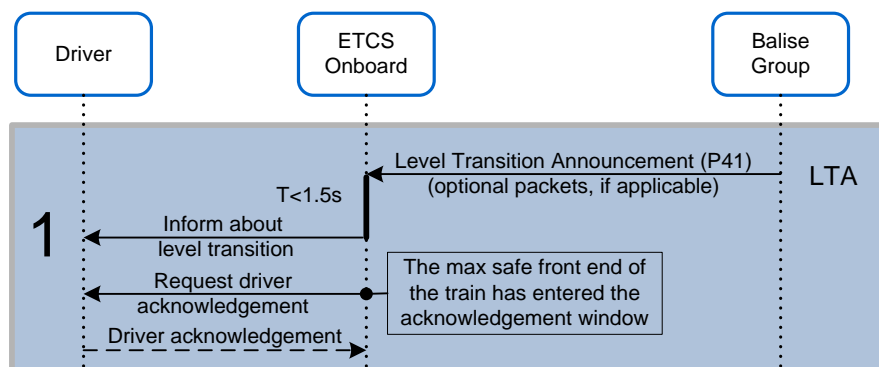 Driver
ETCS
Onboard
Balise
Group
Level Transition Announcement (P41)
(optional packets, if applicable)
LTA
T<1.5s
1
Inform about
level transition
Request driver
acknowledgement
The max safe front end of
the train has entered the
acknowledgement window
Driver acknowledgement